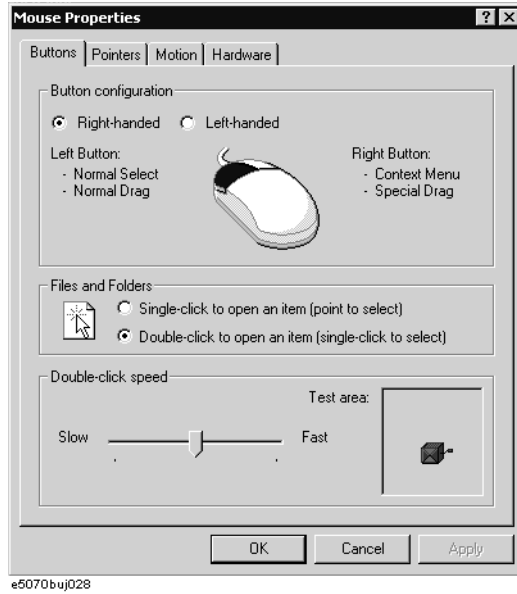 Mouse Properties
Buttons Pointers Motion Hardware
Button configuration
Right-handed Left-handed
Left Button:
- Normal Select
- Normal Drag
Right Button:
- Context Menu
- Special Drag
Files and Folders
Single-click to open an item (point to select)
Double-click to open an item (single-click to select)
Double-click speed
Test area:
Slow Fast
OK Cancel Apply
e5070buj028